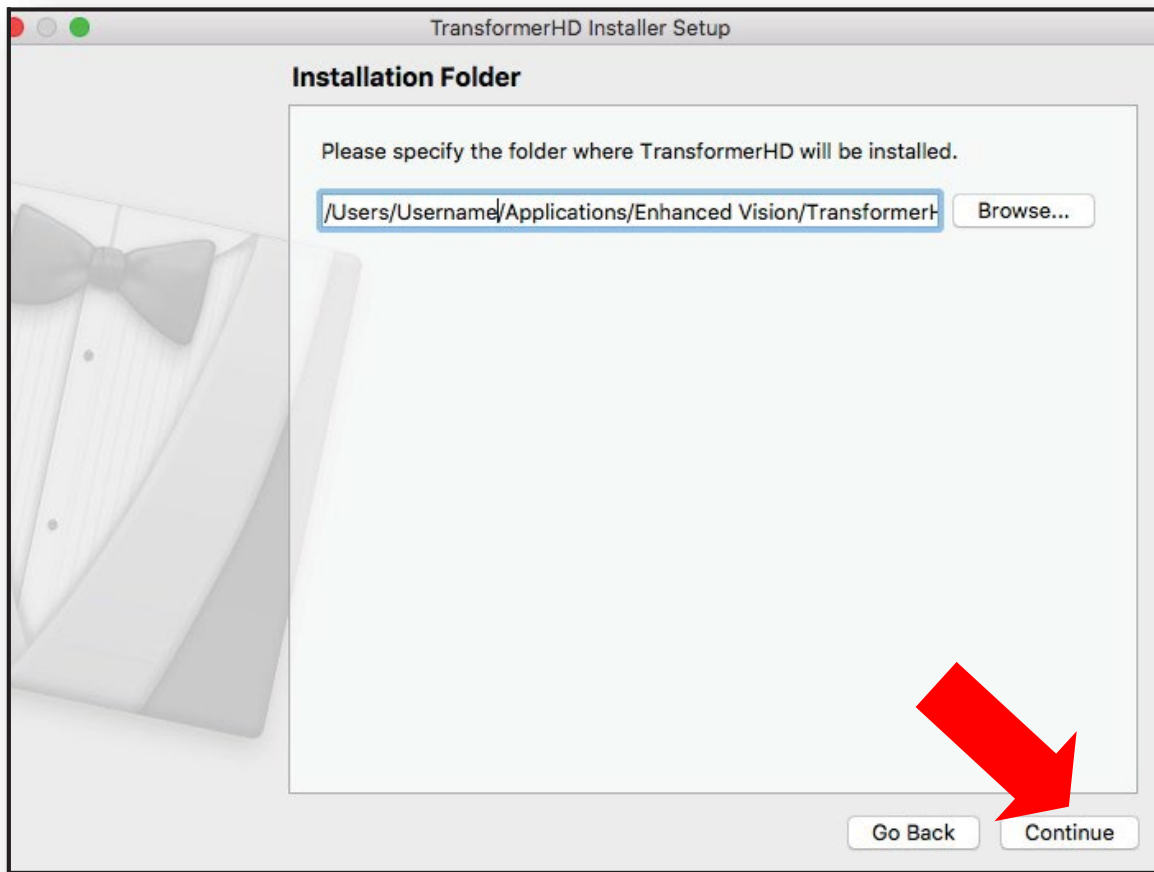 TransformerHD Installer Setup
Installation Folder
Please specify the folder where TransformerHD will be installed.
/Users/Username/Applications/Enhanced Vision/TransformerH
Browse...
Go Back
Continue